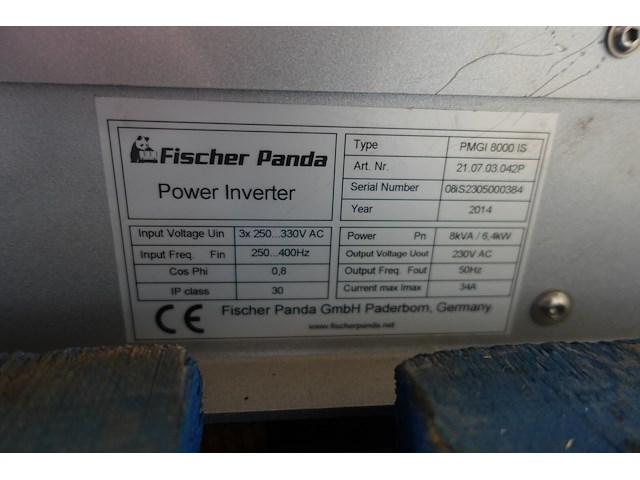 Fischer Panda
Power Inverter
Type PMGI 8000 IS
Art. Nr. 21.07.03.042P
Serial Number 08iS2305000384
Year 2014
Input Voltage Uin 3x 250...330V AC
Input Freq. Fin 250...400Hz
Cos Phi 0,8
IP class 30
Power Pn 8kVA / 6,4kW
Output Voltage Uout 230V AC
Output Freq. Fout 50Hz
Current max Imax 34A
CE Fischer Panda GmbH Paderborn, Germany
www.fischerpanda.net